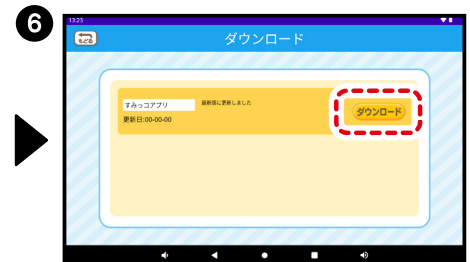 6
13:23
もどる
ダウンロード
すみっコアプリ
最新版に更新しました
ダウンロード
更新日:00-00-00